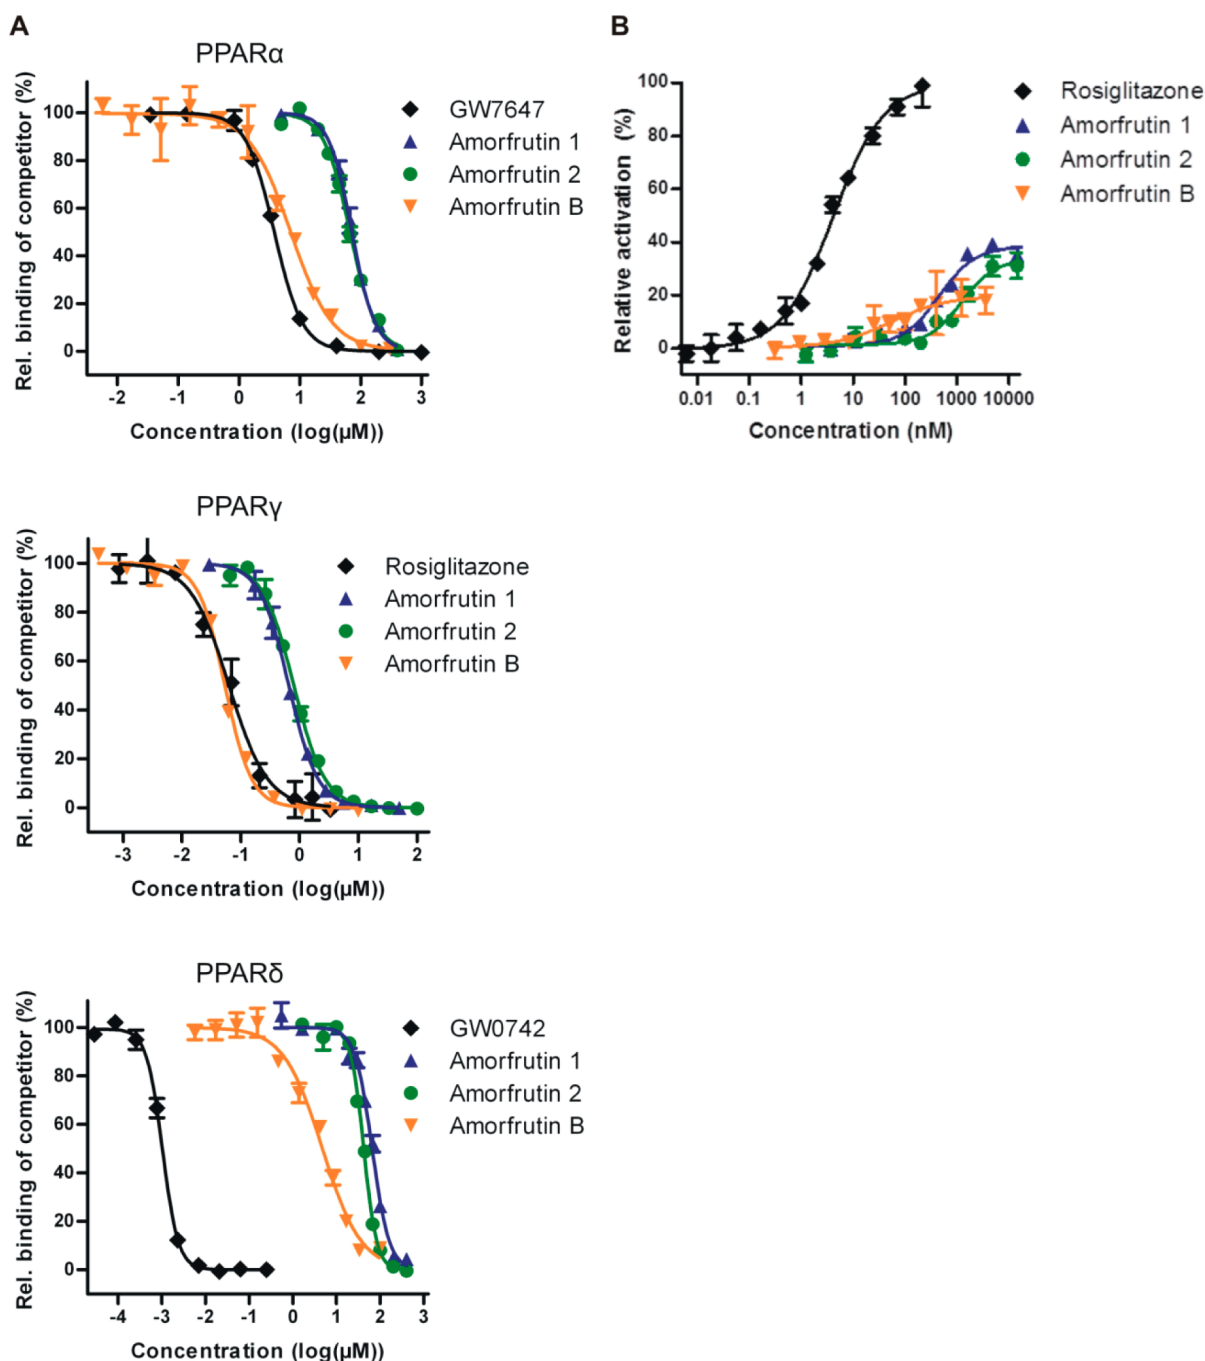 A
PPARα
Rel. binding of competitor (%)
100
80
60
40
20
0
-2 -1 0 1 2 3
Concentration (log(µM))
GW7647
Amorfrutin 1
Amorfrutin 2
Amorfrutin B
B
Relative activation (%)
100
80
60
40
20
0
0.01 0.1 1 10 100 1000 10000
Concentration (nM)
Rosiglitazone
Amorfrutin 1
Amorfrutin 2
Amorfrutin B
PPARγ
Rel. binding of competitor (%)
100
80
60
40
20
0
-3 -2 -1 0 1 2
Concentration (log(µM))
Rosiglitazone
Amorfrutin 1
Amorfrutin 2
Amorfrutin B
PPARδ
Rel. binding of competitor (%)
100
80
60
40
20
0
-4 -3 -2 -1 0 1 2 3
Concentration (log(µM))
GW0742
Amorfrutin 1
Amorfrutin 2
Amorfrutin B